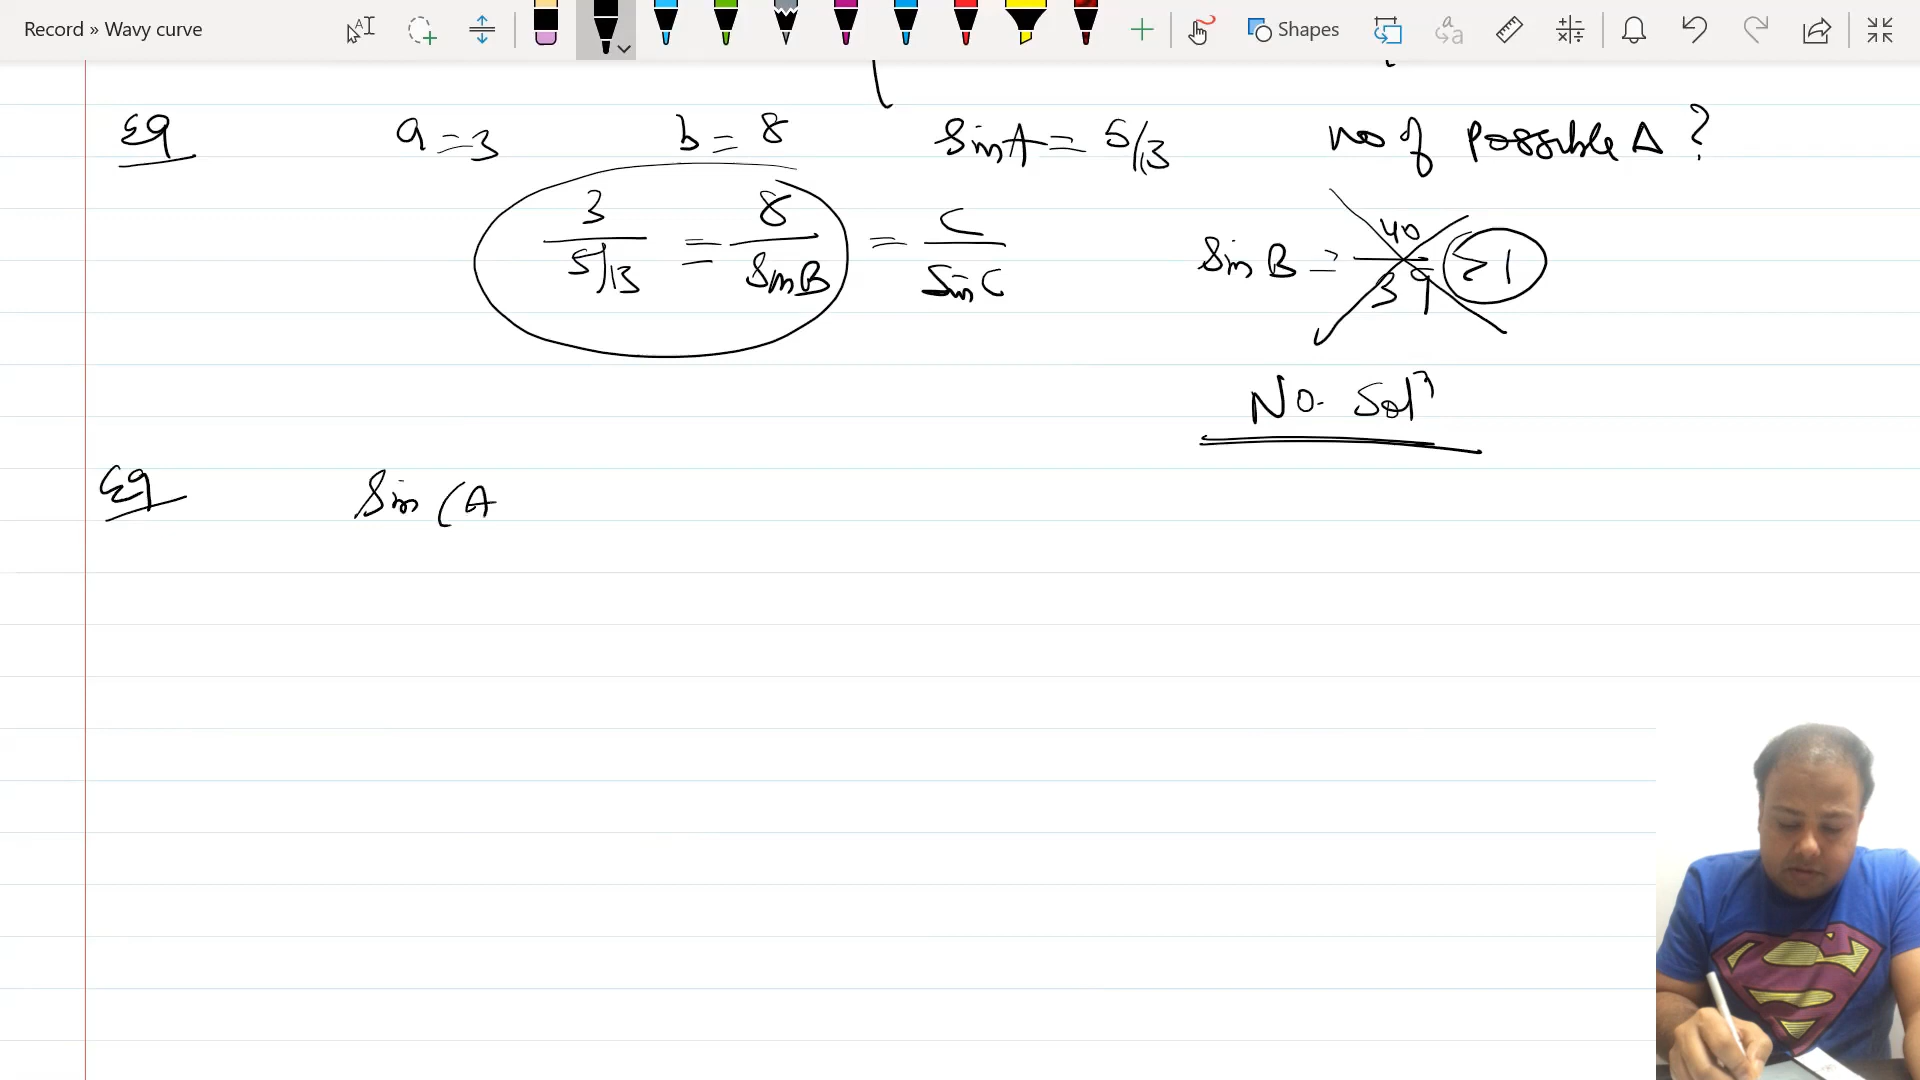 Record » Wavy curve
Shapes
Eg a = 3 b = 8 sin A = 5/13 no of possible Δ ?
3 / 5/13 = 8 / sin B = c / sin C sin B = 40 / 39 > 1
No. Solⁿ
Eg sin (A